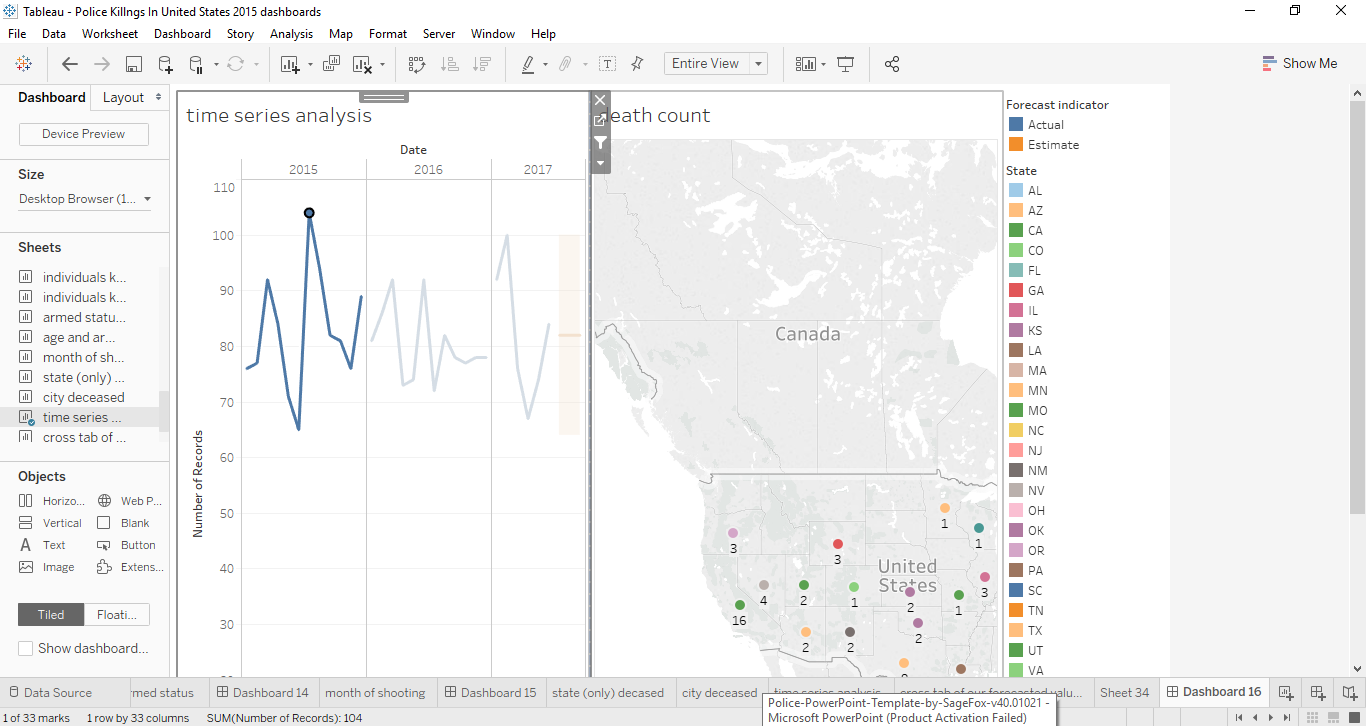 Tableau - Police Killngs In United States 2015 dashboards
File Data Worksheet Dashboard Story Analysis Map Format Server Window Help
Entire View
Show Me
Dashboard Layout
Device Preview
Size
Desktop Browser (1...
Sheets
individuals k...
individuals k...
armed statu...
age and ar...
month of sh...
state (only) ...
city deceased
time series ...
cross tab of ...
Objects
Horizo... Web P...
Vertical Blank
Text Button
Image Extens...
Tiled Floati...
Show dashboard...
time series analysis
Date
2015 2016 2017
110
100
90
80
70
60
50
40
30
Number of Records
death count
Canada
United
States
1
1
3
3
3
4
2
1
2
1
16
2
2
2
Forecast indicator
Actual
Estimate
State
AL
AZ
CA
CO
FL
GA
IL
KS
LA
MA
MN
MO
NC
NJ
NM
NV
OH
OK
OR
PA
SC
TN
TX
UT
VA
Data Source rmed status Dashboard 14 month of shooting Dashboard 15 state (only) decased city deceased time series analysis cross tab of our forecasted valu... Sheet 34 Dashboard 16
Police-PowerPoint-Template-by-SageFox-v40.01021 -
Microsoft PowerPoint (Product Activation Failed)
1 of 33 marks 1 row by 33 columns SUM(Number of Records): 104